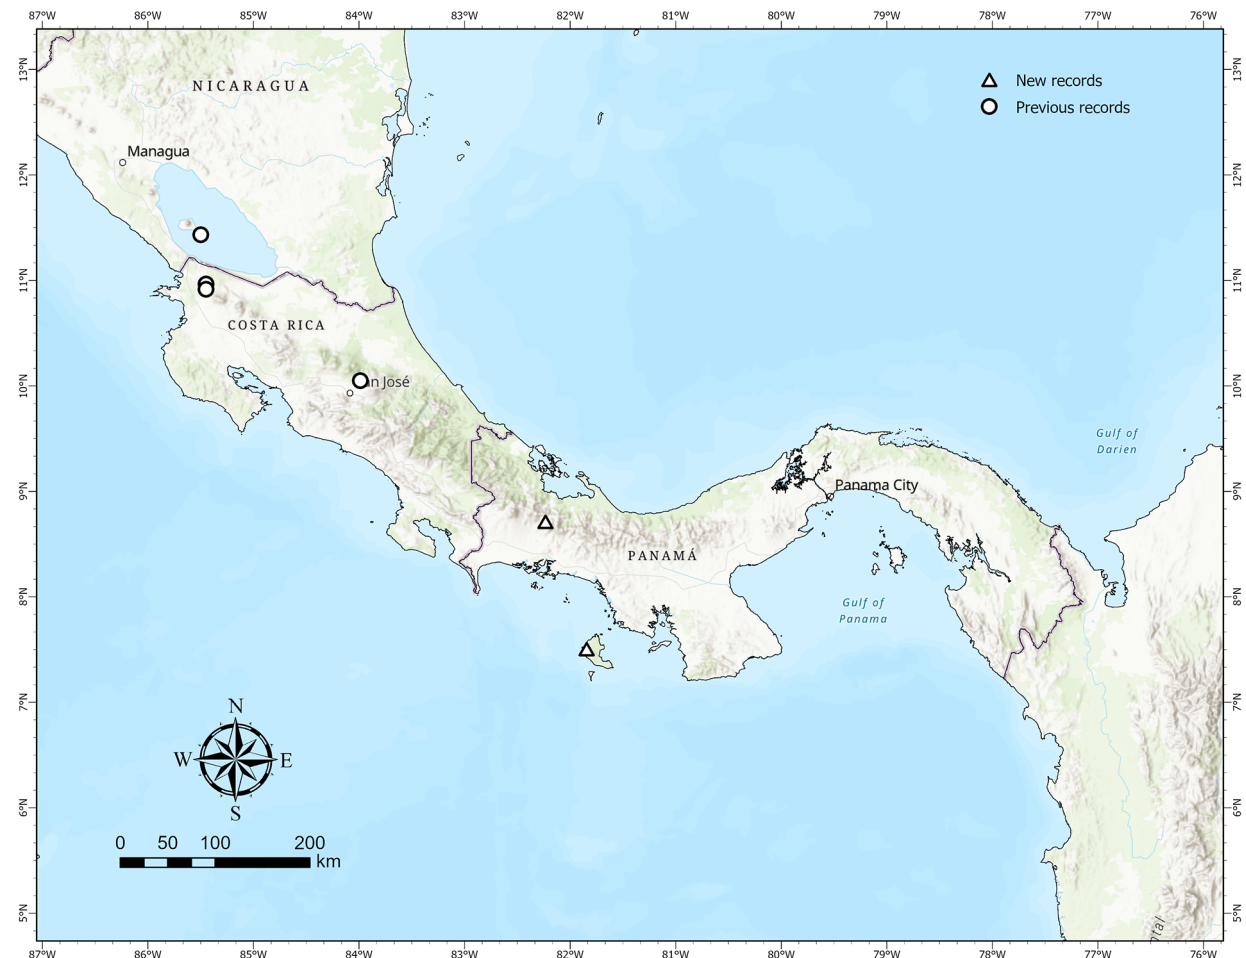 87°W 86°W 85°W 84°W 83°W 82°W 81°W 80°W 79°W 78°W 77°W 76°W
13°N 13°N
NICARAGUA
New records
Previous records
Managua
12°N 12°N
11°N 11°N
COSTA RICA
10°N 10°N
n José
Gulf of
Darien
9°N 9°N
Panama City
PANAMÁ
8°N 8°N
Gulf of
Panama
7°N 7°N
N
W E
S
6°N 6°N
0 50 100 200
km
5°N 5°N
87°W 86°W 85°W 84°W 83°W 82°W 81°W 80°W 79°W 78°W 77°W 76°W